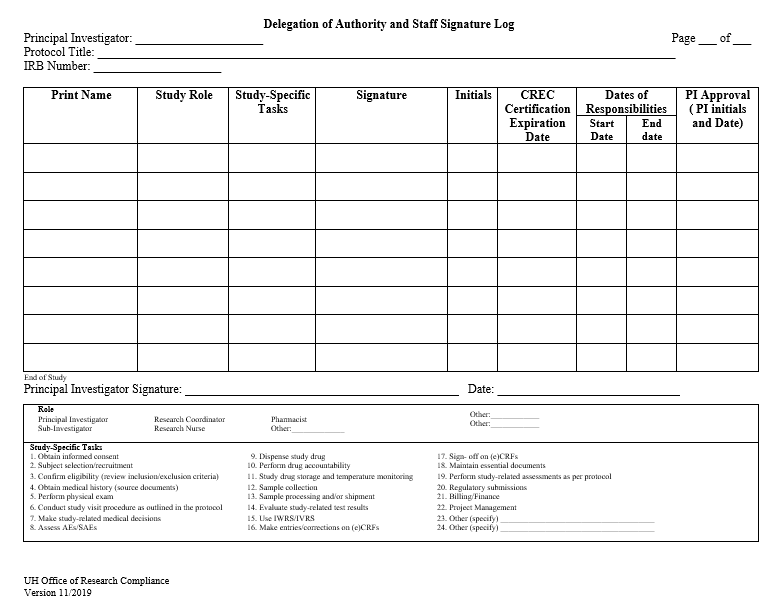 Delegation of Authority and Staff Signature Log
Principal Investigator: ____________________ Page ___ of ___
Protocol Title: ____________________
IRB Number: ____________________
Print Name Study Role Study-Specific Tasks Signature Initials CREC Certification Expiration Date Dates of Responsibilities PI Approval ( PI initials and Date)
Start Date End date
End of Study
Principal Investigator Signature: ____________________ Date: ____________________
Role
Principal Investigator Research Coordinator Pharmacist Other:____________
Sub-Investigator Research Nurse Other:____________ Other:____________
Study-Specific Tasks
1. Obtain informed consent 9. Dispense study drug 17. Sign- off on (e)CRFs
2. Subject selection/recruitment 10. Perform drug accountability 18. Maintain essential documents
3. Confirm eligibility (review inclusion/exclusion criteria) 11. Study drug storage and temperature monitoring 19. Perform study-related assessments as per protocol
4. Obtain medical history (source documents) 12. Sample collection 20. Regulatory submissions
5. Perform physical exam 13. Sample processing and/or shipment 21. Billing/Finance
6. Conduct study visit procedure as outlined in the protocol 14. Evaluate study-related test results 22. Project Management
7. Make study-related medical decisions 15. Use IWRS/IVRS 23. Other (specify) ____________________
8. Assess AEs/SAEs 16. Make entries/corrections on (e)CRFs 24. Other (specify) ____________________
UH Office of Research Compliance
Version 11/2019